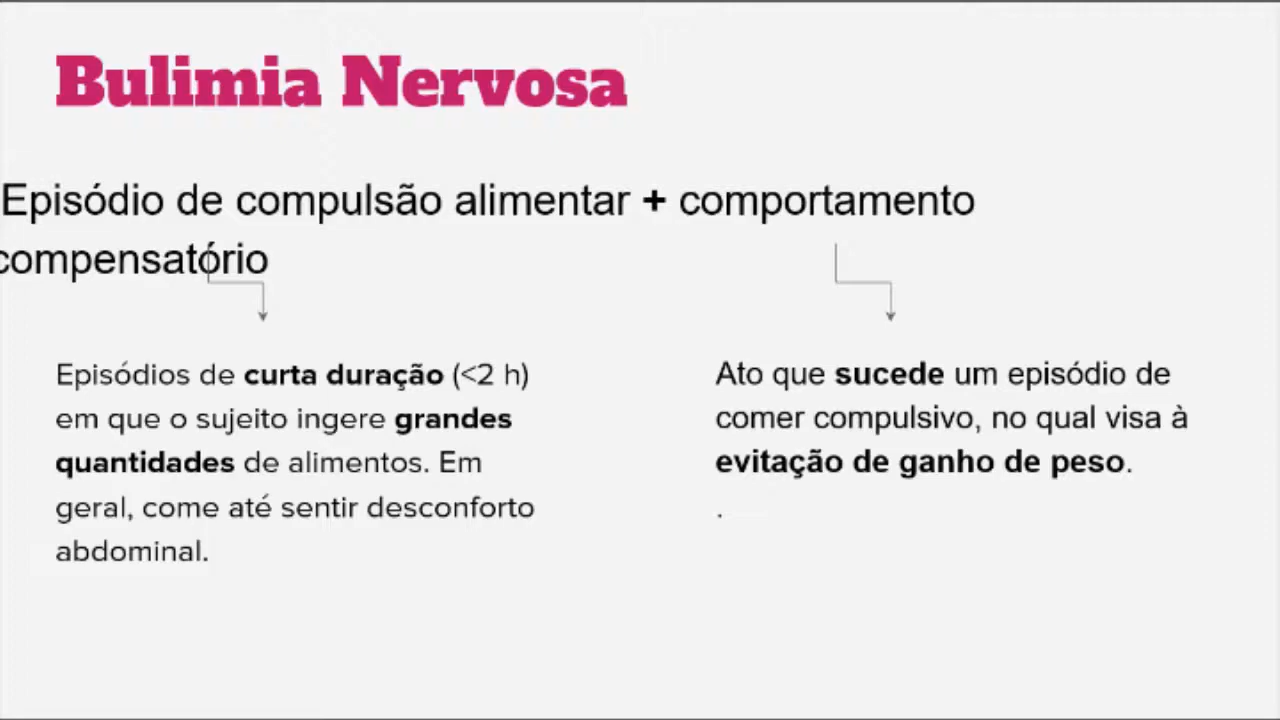 Bulimia Nervosa
Episódio de compulsão alimentar + comportamento
compensatório
Episódios de curta duração (<2 h)
em que o sujeito ingere grandes
quantidades de alimentos. Em
geral, come até sentir desconforto
abdominal.
Ato que sucede um episódio de
comer compulsivo, no qual visa à
evitação de ganho de peso.
.